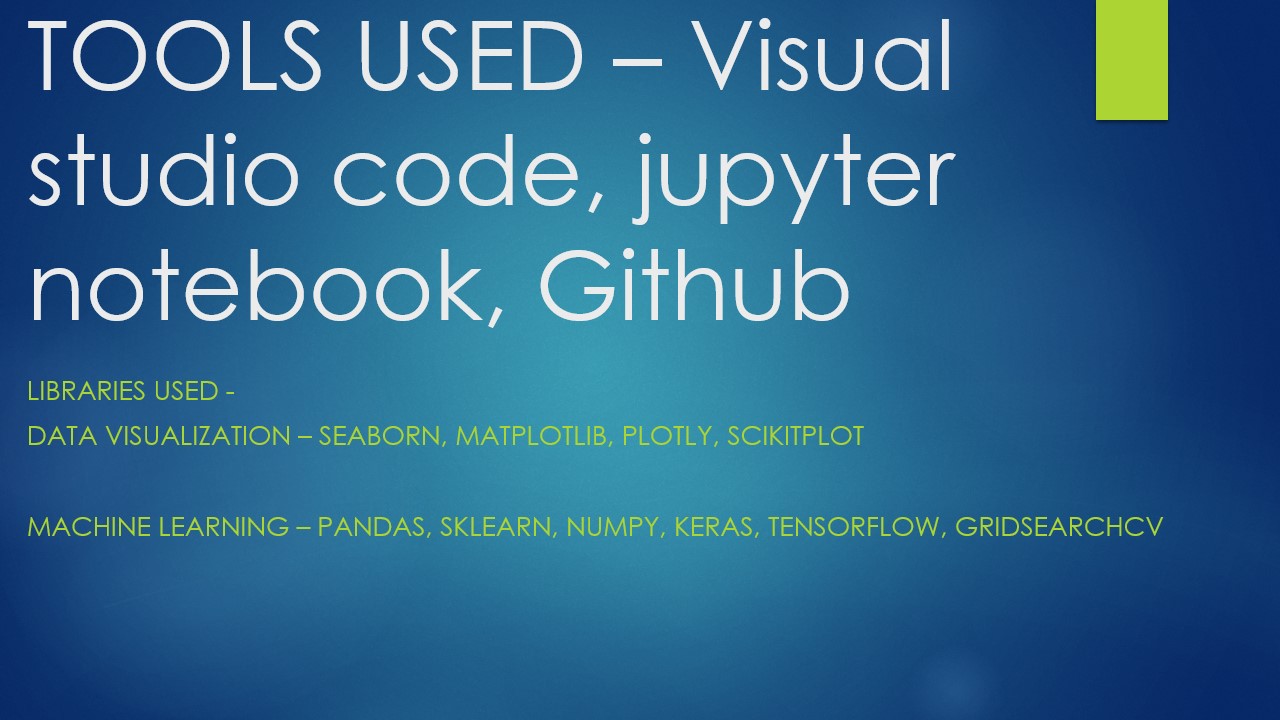 TOOLS USED – Visual
studio code, jupyter
notebook, Github
LIBRARIES USED -
DATA VISUALIZATION – SEABORN, MATPLOTLIB, PLOTLY, SCIKITPLOT
MACHINE LEARNING – PANDAS, SKLEARN, NUMPY, KERAS, TENSORFLOW, GRIDSEARCHCV